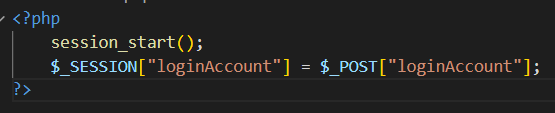 <?php
session_start();
$_SESSION["loginAccount"] = $_POST["loginAccount"];
?>